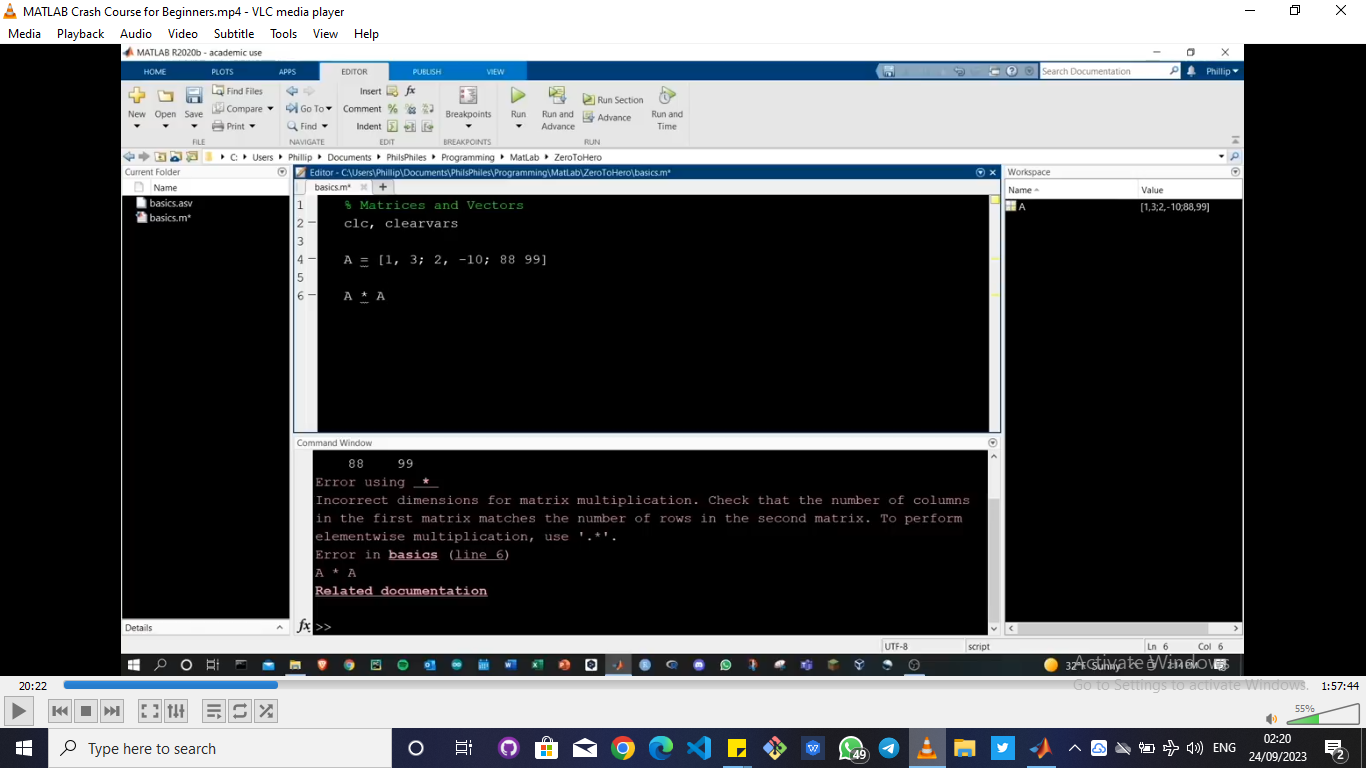 MATLAB Crash Course for Beginners.mp4 - VLC media player
Media Playback Audio Video Subtitle Tools View Help
MATLAB R2020b - academic use
HOME PLOTS APPS EDITOR PUBLISH VIEW
Search Documentation
Phillip
New Open Save
Find Files
Compare
Print
Go To
Find
Insert fx
Comment
Indent
Breakpoints
Run
Run and Advance
Run Section
Advance
Run and Time
FILE NAVIGATE EDIT BREAKPOINTS RUN
C: Users Phillip Documents PhilsPhiles Programming MatLab ZeroToHero
Current Folder
Name
basics.asv
basics.m*
Details
Editor - C:\Users\Phillip\Documents\PhilsPhiles\Programming\MatLab\ZeroToHero\basics.m*
basics.m*
1 % Matrices and Vectors
2 clc, clearvars
3
4 A = [1, 3; 2, -10; 88 99]
5
6 A * A
Command Window
88 99
Error using *
Incorrect dimensions for matrix multiplication. Check that the number of columns
in the first matrix matches the number of rows in the second matrix. To perform
elementwise multiplication, use '.*'.
Error in basics (line 6)
A * A
Related documentation
fx >>
Workspace
Name Value
A [1,3;2,-10;88,99]
UTF-8 script Ln 6 Col 6
32°F Sunny
Activate Windows
Go to Settings to activate Windows.
20:22 1:57:44
55%
Type here to search
49
ENG
02:20
24/09/2023
2